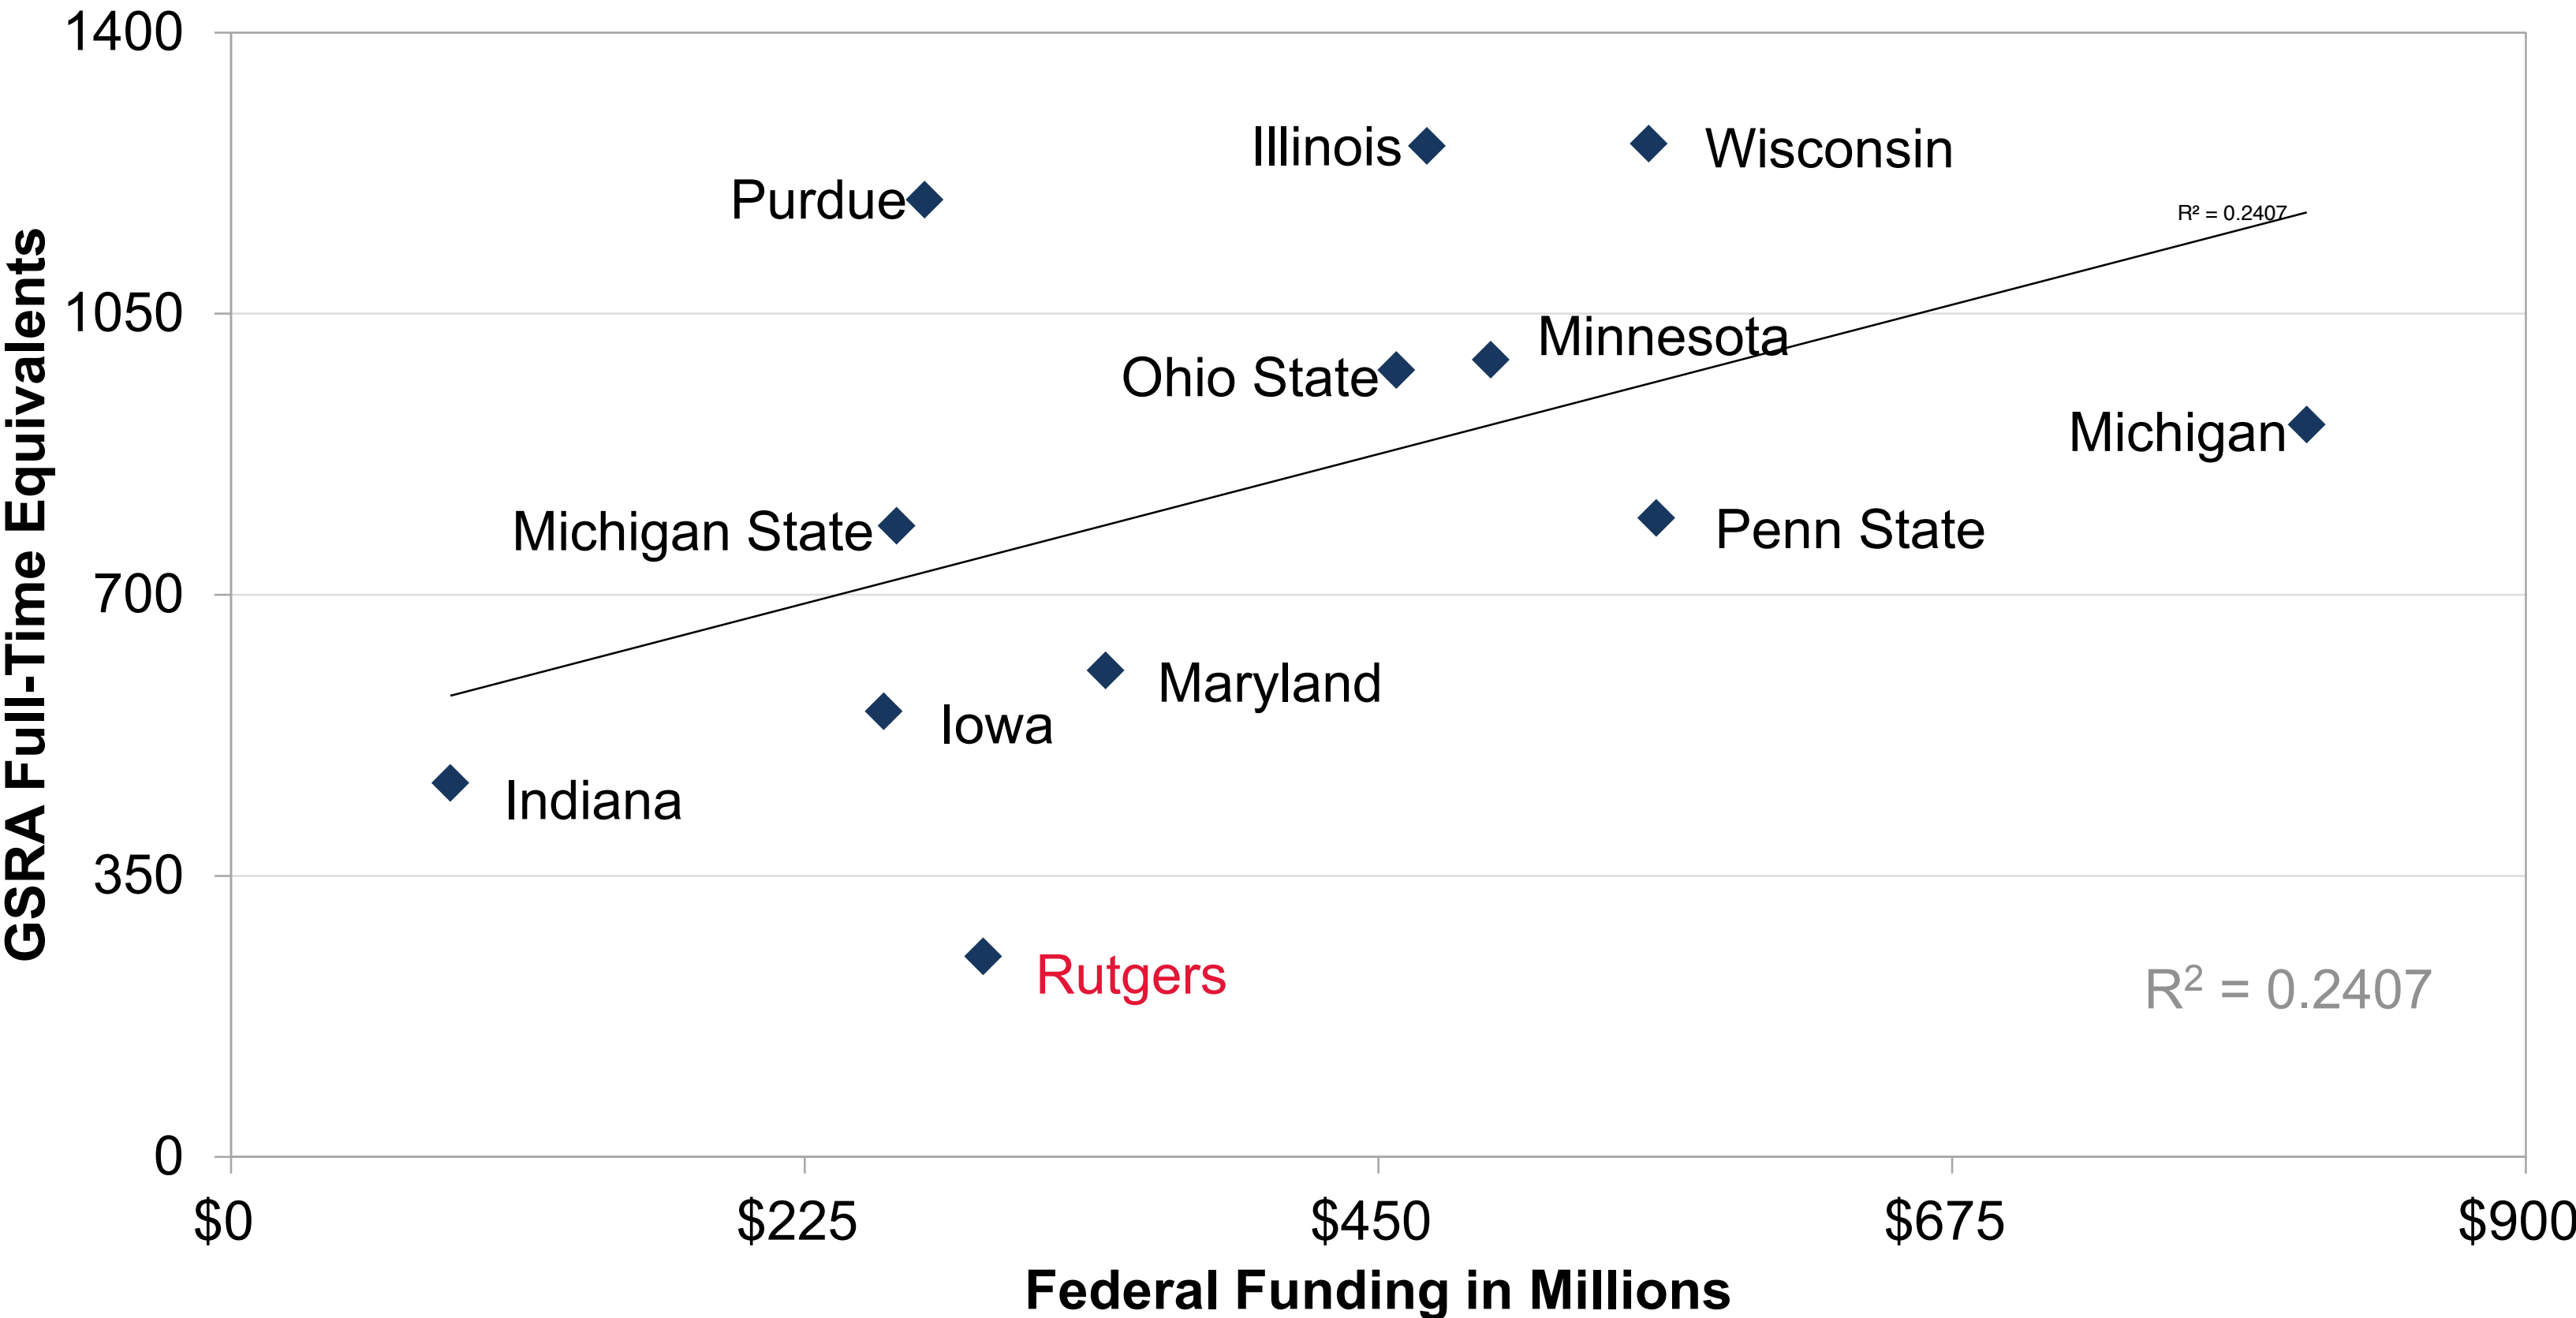 1400
Illinois
Wisconsin
Purdue
R² = 0.2407
1050
Minnesota
Ohio State
Michigan
Michigan State
Penn State
700
Maryland
Iowa
Indiana
350
Rutgers
R² = 0.2407
0
$0
$225
$450
$675
$900
Federal Funding in Millions
GSRA Full-Time Equivalents